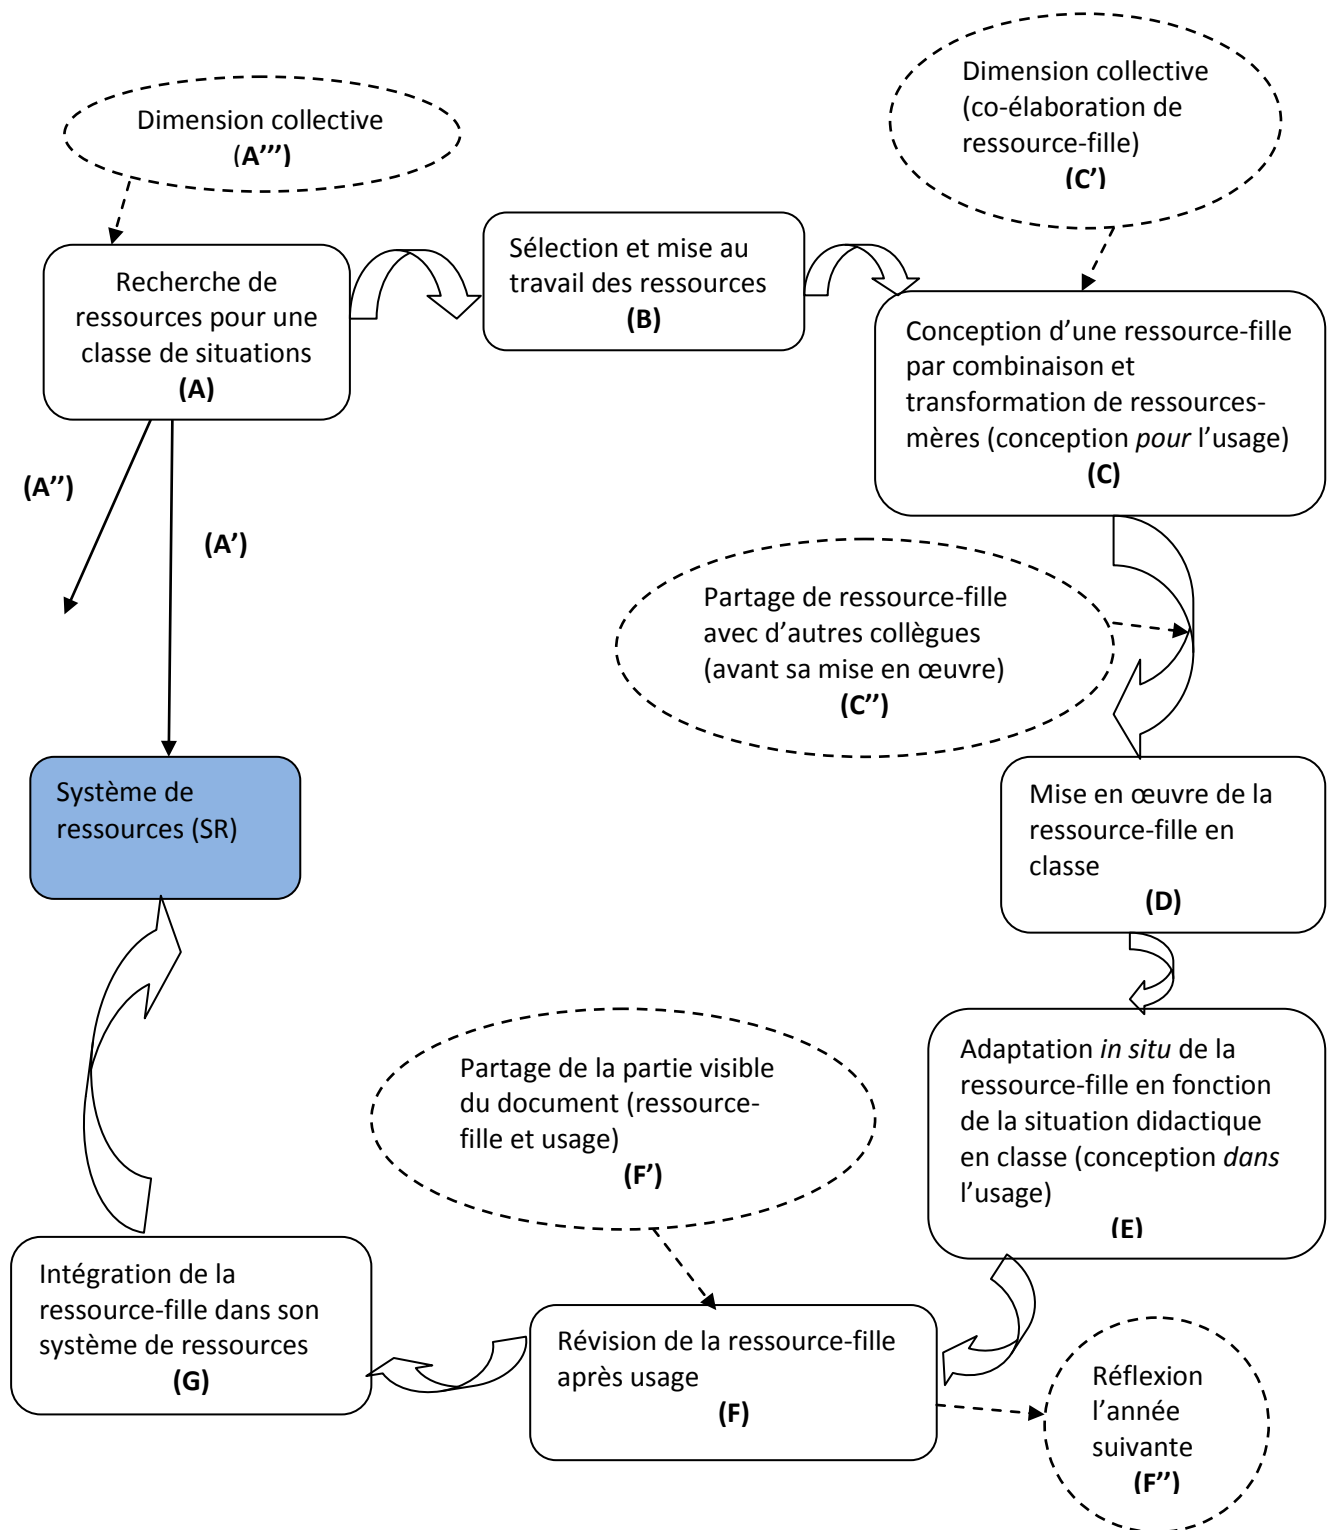 Dimension collective
(A’’’)
Dimension collective
(co-élaboration de
ressource-fille)
(C’)
Recherche de
ressources pour une
classe de situations
(A)
Sélection et mise au
travail des ressources
(B)
Conception d’une ressource-fille
par combinaison et
transformation de ressources-
mères (conception pour l’usage)
(C)
(A’’)
(A’)
Partage de ressource-fille
avec d’autres collègues
(avant sa mise en œuvre)
(C’’)
Système de
ressources (SR)
Mise en œuvre de la
ressource-fille en
classe
(D)
Adaptation in situ de la
ressource-fille en fonction
de la situation didactique
en classe (conception dans
l’usage)
(E)
Partage de la partie visible
du document (ressource-
fille et usage)
(F’)
Intégration de la
ressource-fille dans son
système de ressources
(G)
Révision de la ressource-fille
après usage
(F)
Réflexion
l’année
suivante
(F’’)